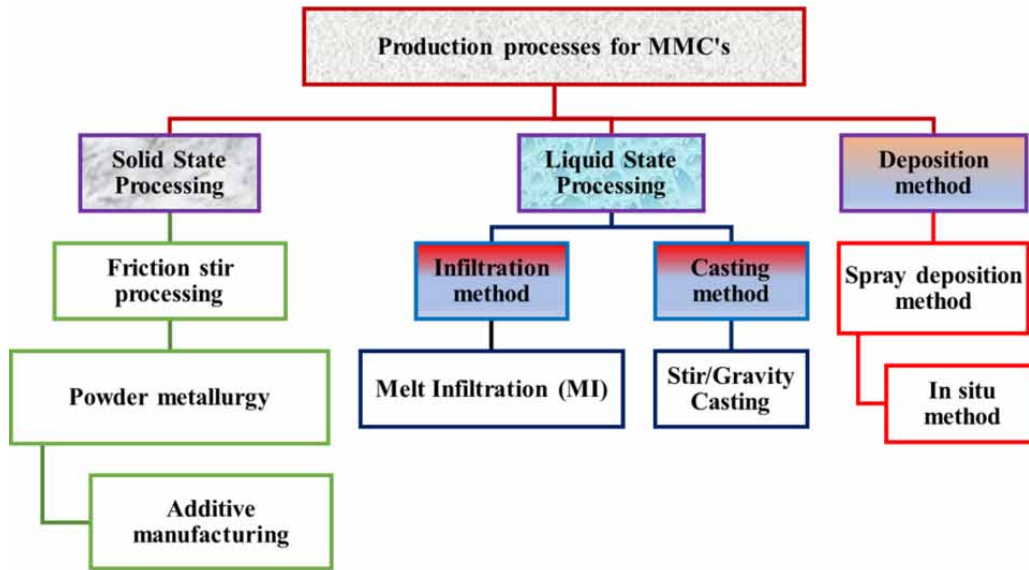 Production processes for MMC's
Solid State
Processing
Liquid State
Processing
Deposition
method
Friction stir
processing
Infiltration
method
Casting
method
Spray deposition
method
Powder metallurgy
Melt Infiltration (MI)
Stir/Gravity
Casting
In situ
method
Additive
manufacturing